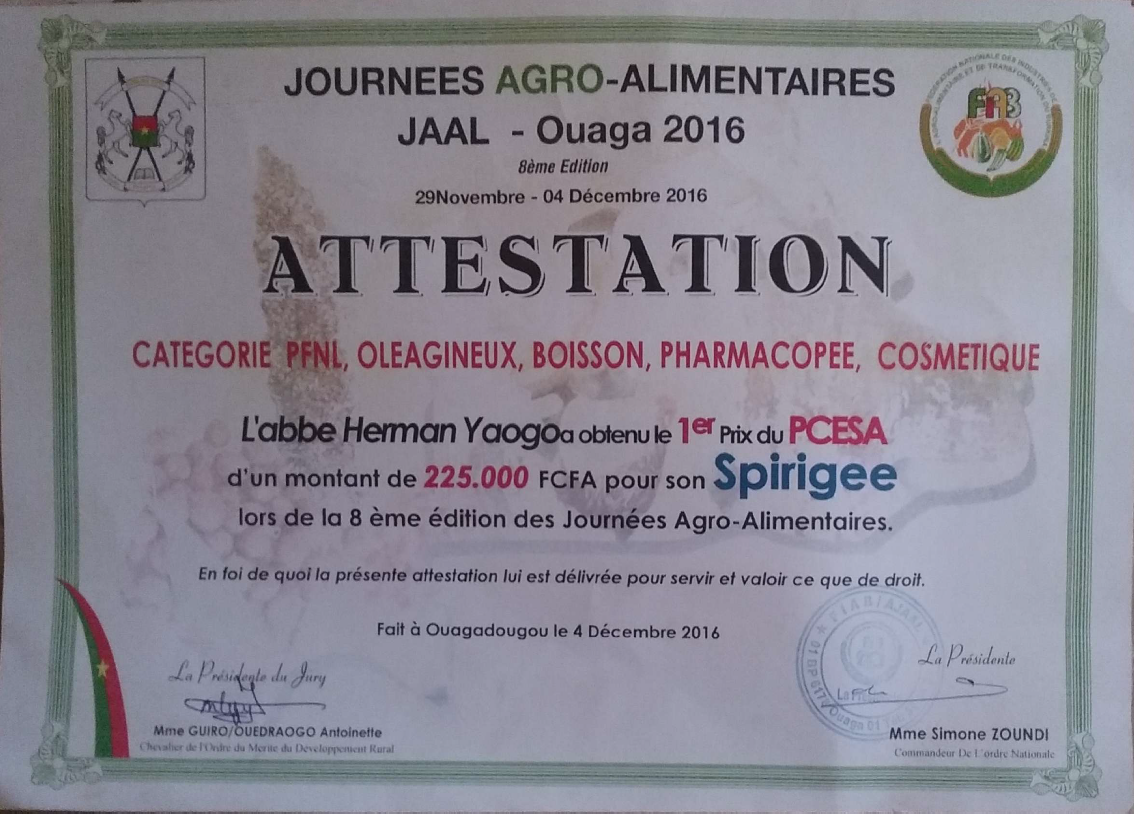 JOURNEES AGRO-ALIMENTAIRES
JAAL - Ouaga 2016
8ème Edition
29Novembre - 04 Décembre 2016
FIAB
ATTESTATION
CATEGORIE PFNL, OLEAGINEUX, BOISSON, PHARMACOPEE, COSMETIQUE
L'abbe Herman Yaogoa obtenu le 1er Prix du PCESA
d'un montant de 225.000 FCFA pour son Spirigee
lors de la 8 ème édition des Journées Agro-Alimentaires.
En foi de quoi la présente attestation lui est délivrée pour servir et valoir ce que de droit.
Fait à Ouagadougou le 4 Décembre 2016
La Présidente du Jury
La Présidente
Mme GUIRO/OUEDRAOGO Antoinette
Chevalier de l'Ordre du Merite du Developpement Rural
Mme Simone ZOUNDI
Commandeur De L'ordre Nationale